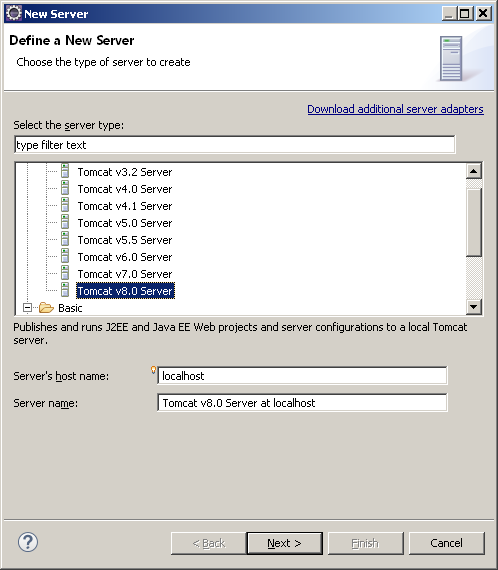 New Server
Define a New Server
Choose the type of server to create
Download additional server adapters
Select the server type:
type filter text
Tomcat v3.2 Server
Tomcat v4.0 Server
Tomcat v4.1 Server
Tomcat v5.0 Server
Tomcat v5.5 Server
Tomcat v6.0 Server
Tomcat v7.0 Server
Tomcat v8.0 Server
Basic
Publishes and runs J2EE and Java EE Web projects and server configurations to a local Tomcat
server.
Server's host name: localhost
Server name: Tomcat v8.0 Server at localhost
< Back Next > Finish Cancel